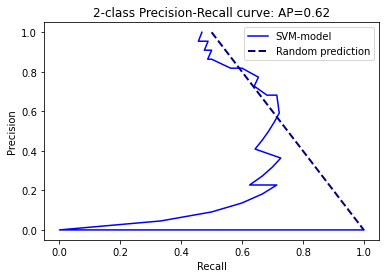 2-class Precision-Recall curve: AP=0.62
SVM-model
Random prediction
Precision
1.0
0.8
0.6
0.4
0.2
0.0
0.0 0.2 0.4 0.6 0.8 1.0
Recall